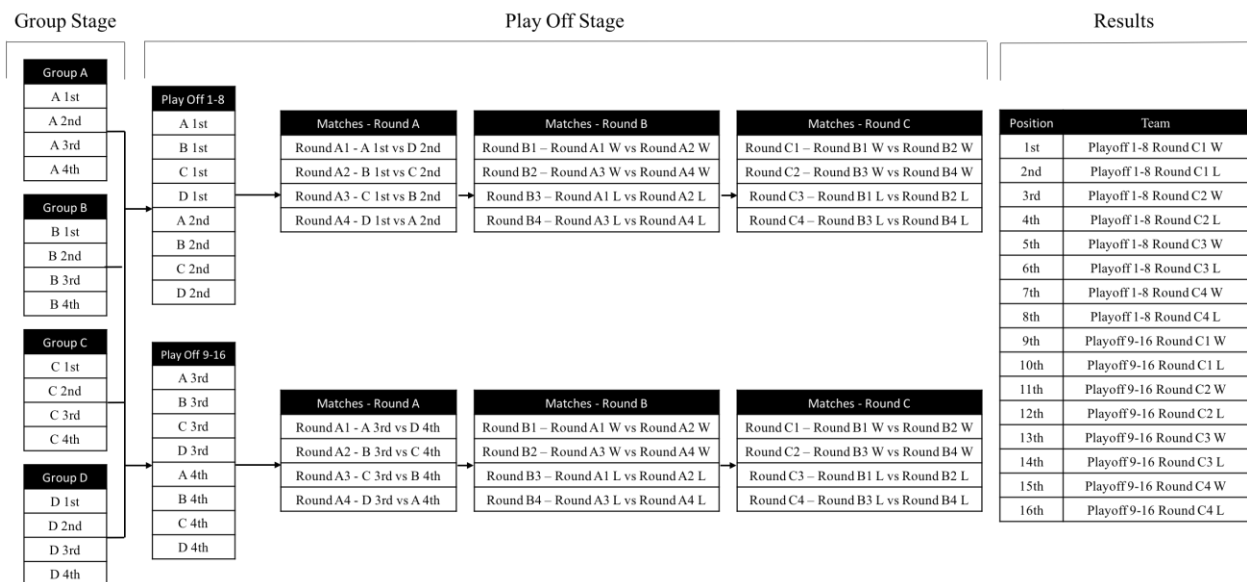 Group Stage
Play Off Stage
Results
Group A
A 1st
A 2nd
A 3rd
A 4th
Group B
B 1st
B 2nd
B 3rd
B 4th
Group C
C 1st
C 2nd
C 3rd
C 4th
Group D
D 1st
D 2nd
D 3rd
D 4th
Play Off 1-8
A 1st
B 1st
C 1st
D 1st
A 2nd
B 2nd
C 2nd
D 2nd
Matches - Round A
Round A1 - A 1st vs D 2nd
Round A2 - B 1st vs C 2nd
Round A3 - C 1st vs B 2nd
Round A4 - D 1st vs A 2nd
Matches - Round B
Round B1 – Round A1 W vs Round A2 W
Round B2 – Round A3 W vs Round A4 W
Round B3 – Round A1 L vs Round A2 L
Round B4 – Round A3 L vs Round A4 L
Matches - Round C
Round C1 – Round B1 W vs Round B2 W
Round C2 – Round B3 W vs Round B4 W
Round C3 – Round B1 L vs Round B2 L
Round C4 – Round B3 L vs Round B4 L
Play Off 9-16
A 3rd
B 3rd
C 3rd
D 3rd
A 4th
B 4th
C 4th
D 4th
Matches - Round A
Round A1 - A 3rd vs D 4th
Round A2 - B 3rd vs C 4th
Round A3 - C 3rd vs B 4th
Round A4 - D 3rd vs A 4th
Matches - Round B
Round B1 – Round A1 W vs Round A2 W
Round B2 – Round A3 W vs Round A4 W
Round B3 – Round A1 L vs Round A2 L
Round B4 – Round A3 L vs Round A4 L
Matches - Round C
Round C1 – Round B1 W vs Round B2 W
Round C2 – Round B3 W vs Round B4 W
Round C3 – Round B1 L vs Round B2 L
Round C4 – Round B3 L vs Round B4 L
Position Team
1st Playoff 1-8 Round C1 W
2nd Playoff 1-8 Round C1 L
3rd Playoff 1-8 Round C2 W
4th Playoff 1-8 Round C2 L
5th Playoff 1-8 Round C3 W
6th Playoff 1-8 Round C3 L
7th Playoff 1-8 Round C4 W
8th Playoff 1-8 Round C4 L
9th Playoff 9-16 Round C1 W
10th Playoff 9-16 Round C1 L
11th Playoff 9-16 Round C2 W
12th Playoff 9-16 Round C2 L
13th Playoff 9-16 Round C3 W
14th Playoff 9-16 Round C3 L
15th Playoff 9-16 Round C4 W
16th Playoff 9-16 Round C4 L